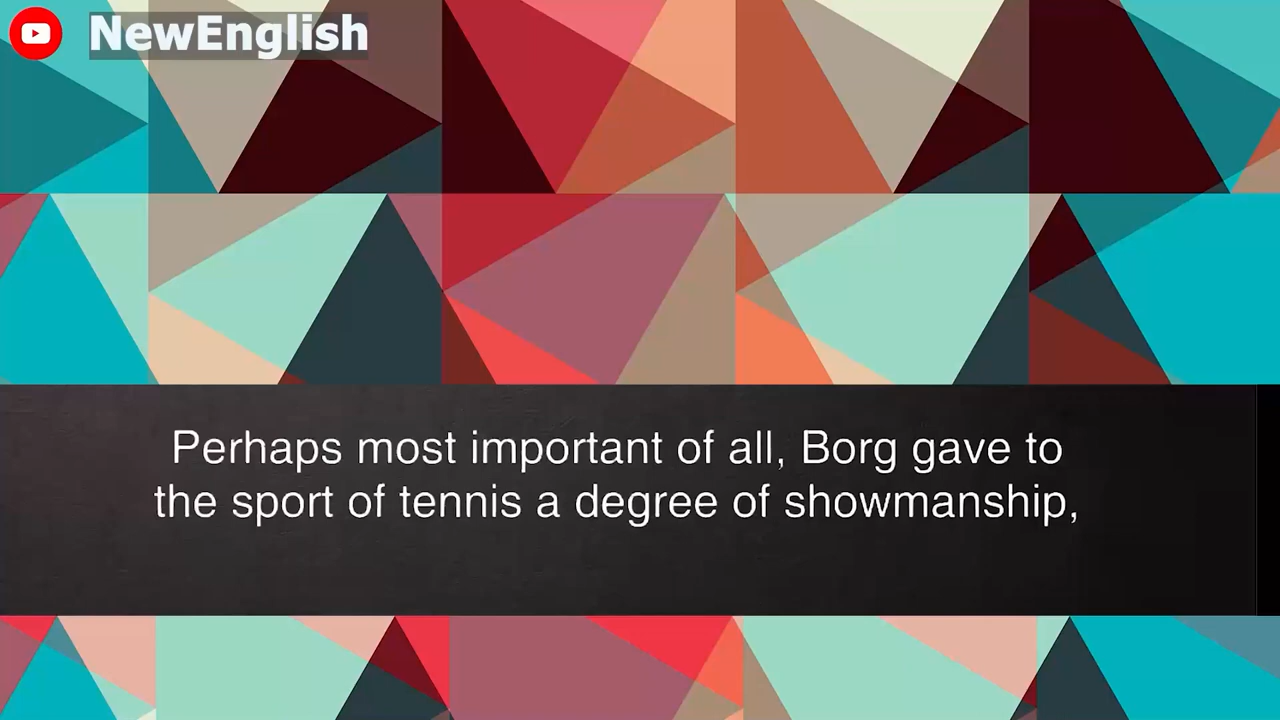 NewEnglish
Perhaps most important of all, Borg gave to
the sport of tennis a degree of showmanship,